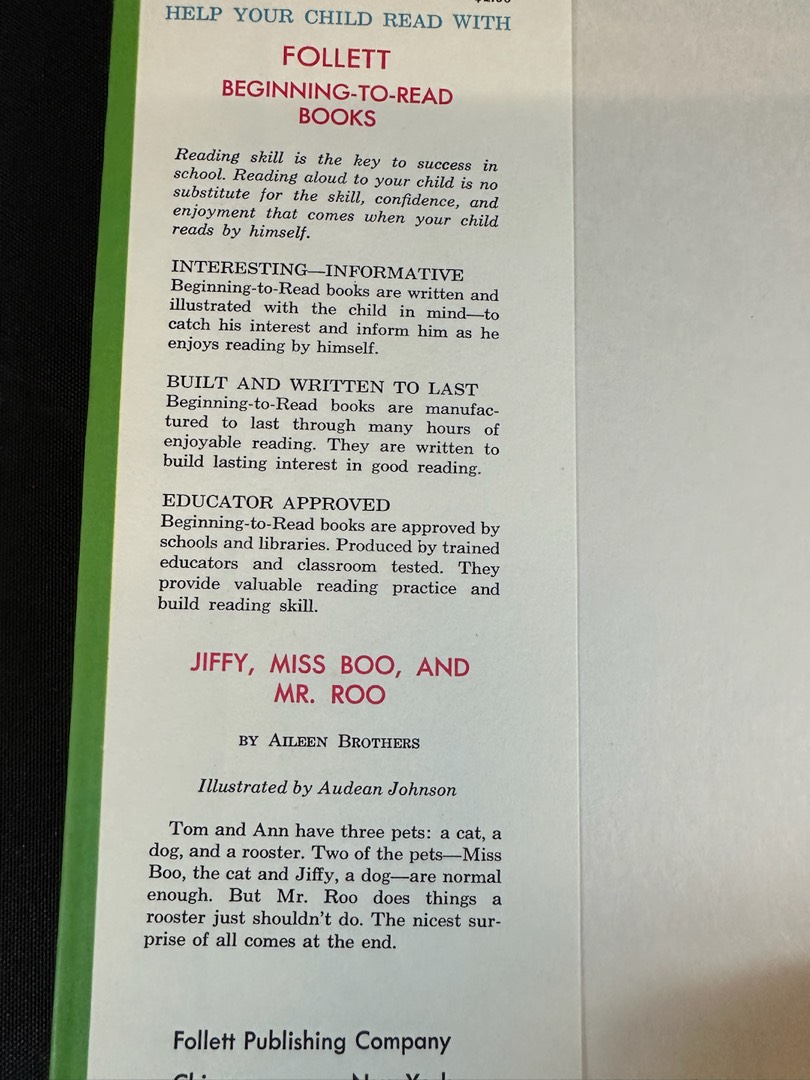 HELP YOUR CHILD READ WITH
FOLLETT
BEGINNING-TO-READ
BOOKS
Reading skill is the key to success in
school. Reading aloud to your child is no
substitute for the skill, confidence, and
enjoyment that comes when your child
reads by himself.
INTERESTING—INFORMATIVE
Beginning-to-Read books are written and
illustrated with the child in mind—to
catch his interest and inform him as he
enjoys reading by himself.
BUILT AND WRITTEN TO LAST
Beginning-to-Read books are manufac-
tured to last through many hours of
enjoyable reading. They are written to
build lasting interest in good reading.
EDUCATOR APPROVED
Beginning-to-Read books are approved by
schools and libraries. Produced by trained
educators and classroom tested. They
provide valuable reading practice and
build reading skill.
JIFFY, MISS BOO, AND
MR. ROO
BY AILEEN BROTHERS
Illustrated by Audean Johnson
Tom and Ann have three pets: a cat, a
dog, and a rooster. Two of the pets—Miss
Boo, the cat and Jiffy, a dog—are normal
enough. But Mr. Roo does things a
rooster just shouldn't do. The nicest sur-
prise of all comes at the end.
Follett Publishing Company